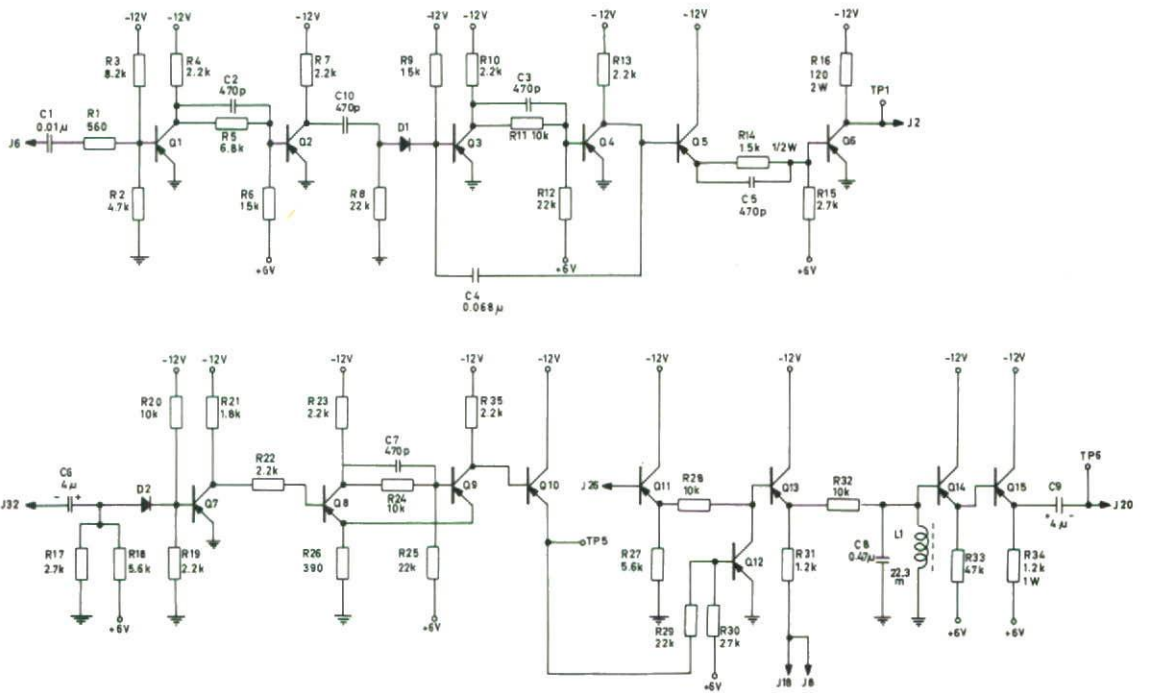 -12V -12V -12V -12V -12V -12V -12V -12V
R3 8.2k
R4 2.2k
C2 470p
R7 2.2k
C10 470p
R9 15k
R10 2.2k
C3 470p
R13 2.2k
R16 120 2W
TP1
J2
C1 0.01µ
R1 560
J6
Q1
R5 6.8k
Q2
D1
Q3
R11 10k
Q4
Q5
R14 1.5k 1/2W
Q6
R2 4.7k
R6 15k
R8 22k
R12 22k
C5 470p
R15 2.7k
+6V
+6V
+6V
C4 0.068µ
-12V -12V -12V -12V -12V -12V -12V -12V -12V
R20 10k
R21 1.8k
R23 2.2k
C7 470p
R35 2.2k
C6 4µ
- +
J32
D2
Q7
R22 2.2k
Q8
R24 10k
Q9
Q10
J26
Q11
R28 10k
Q13
R32 10k
Q14
Q15
C9
+ 4µ -
TP6
J20
R17 2.7k
R18 5.6k
R19 2.2k
R26 390
R25 22k
TP5
R27 5.6k
Q12
R31 1.2k
C8 0.47µ
L1
22.3 m
R33 47k
R34 1.2k 1W
+6V
+6V
R29 22k
R30 27k
+6V
+6V
+6V
J18 J8